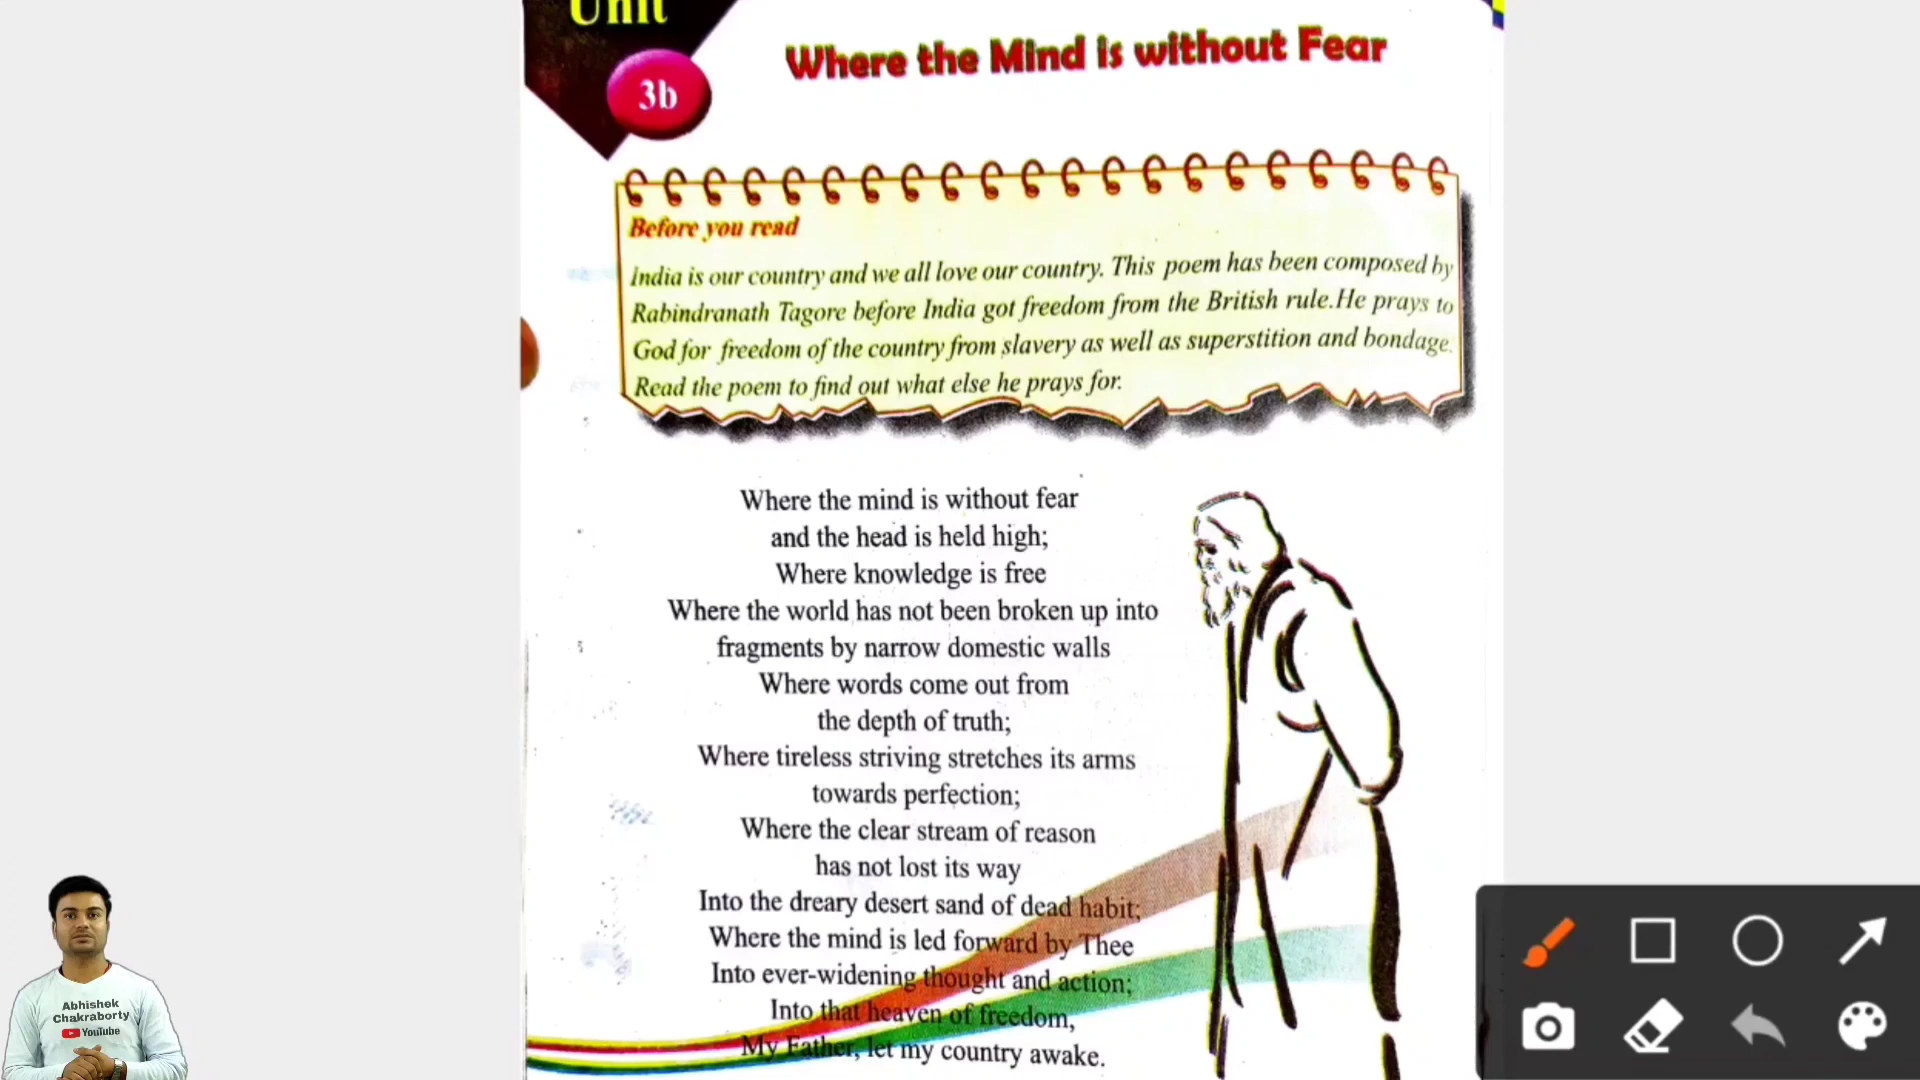 Unit
3b
Where the Mind is without Fear
Before you read
India is our country and we all love our country. This poem has been composed by
Rabindranath Tagore before India got freedom from the British rule.He prays to
God for freedom of the country from slavery as well as superstition and bondage.
Read the poem to find out what else he prays for.
Where the mind is without fear
and the head is held high;
Where knowledge is free
Where the world has not been broken up into
fragments by narrow domestic walls
Where words come out from
the depth of truth;
Where tireless striving stretches its arms
towards perfection;
Where the clear stream of reason
has not lost its way
Into the dreary desert sand of dead habit;
Where the mind is led forward by Thee
Into ever-widening thought and action;
Into that heaven of freedom,
My Father, let my country awake.
Abhishek
Chakraborty
YouTube